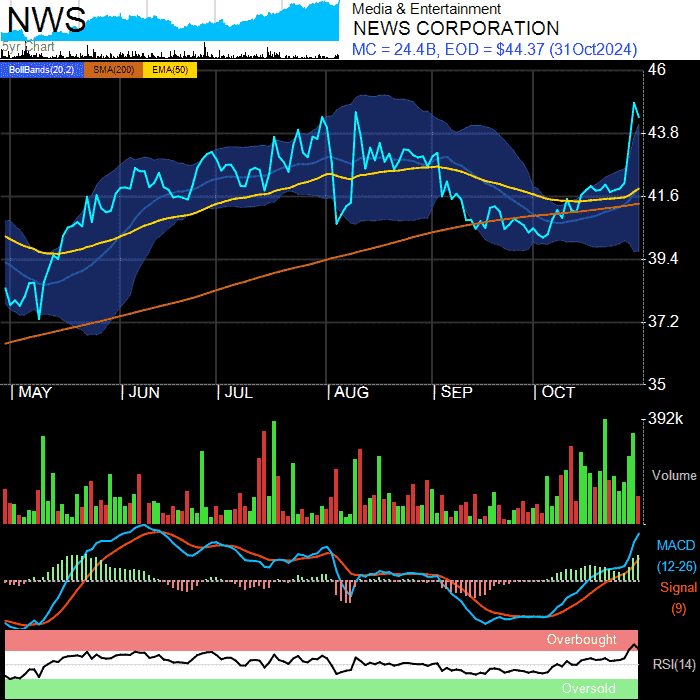 NWS
5yr Chart
Media & Entertainment
NEWS CORPORATION
MC = 24.4B, EOD = $44.37 (31Oct2024)
BollBands(20,2) SMA(200) EMA(50)
46
43.8
41.6
39.4
37.2
35
MAY JUN JUL AUG SEP OCT
392k
Volume
MACD
(12-26)
Signal
(9)
Overbought
RSI(14)
Oversold